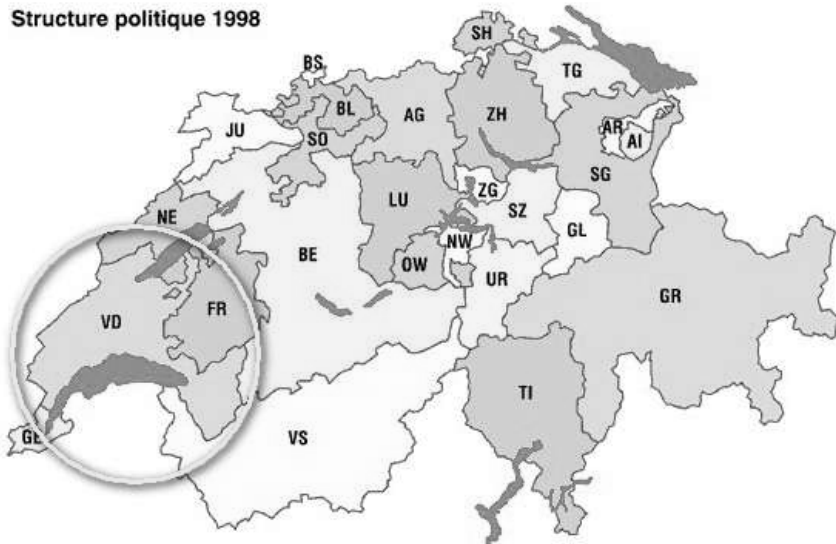 Structure politique 1998
SH
BS
TG
BL
AG
ZH
JU
SO
AR
AI
SG
LU
ZG
SZ
NE
GL
NW
BE
OW
UR
GR
FR
VD
TI
GE
VS